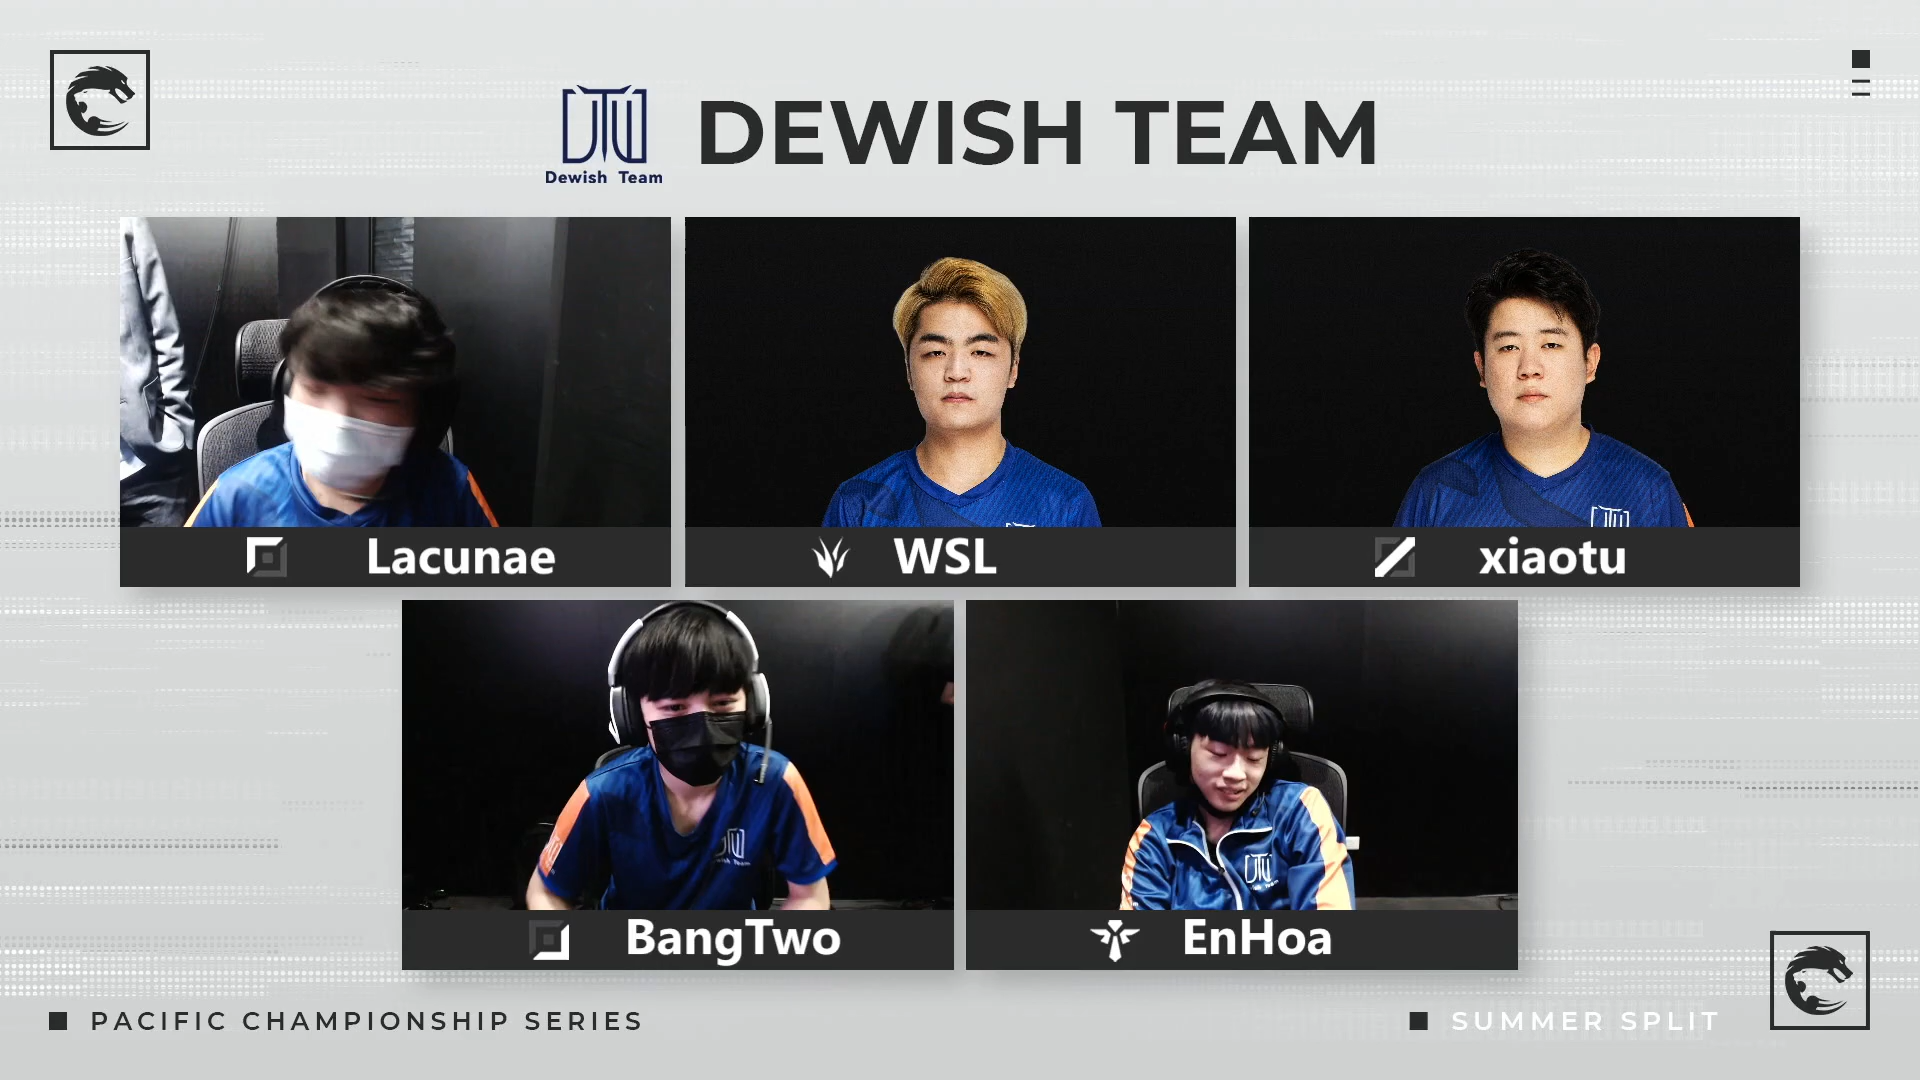 Dewish Team
DEWISH TEAM
Lacunae
WSL
xiaotu
BangTwo
EnHoa
PACIFIC CHAMPIONSHIP SERIES
SUMMER SPLIT